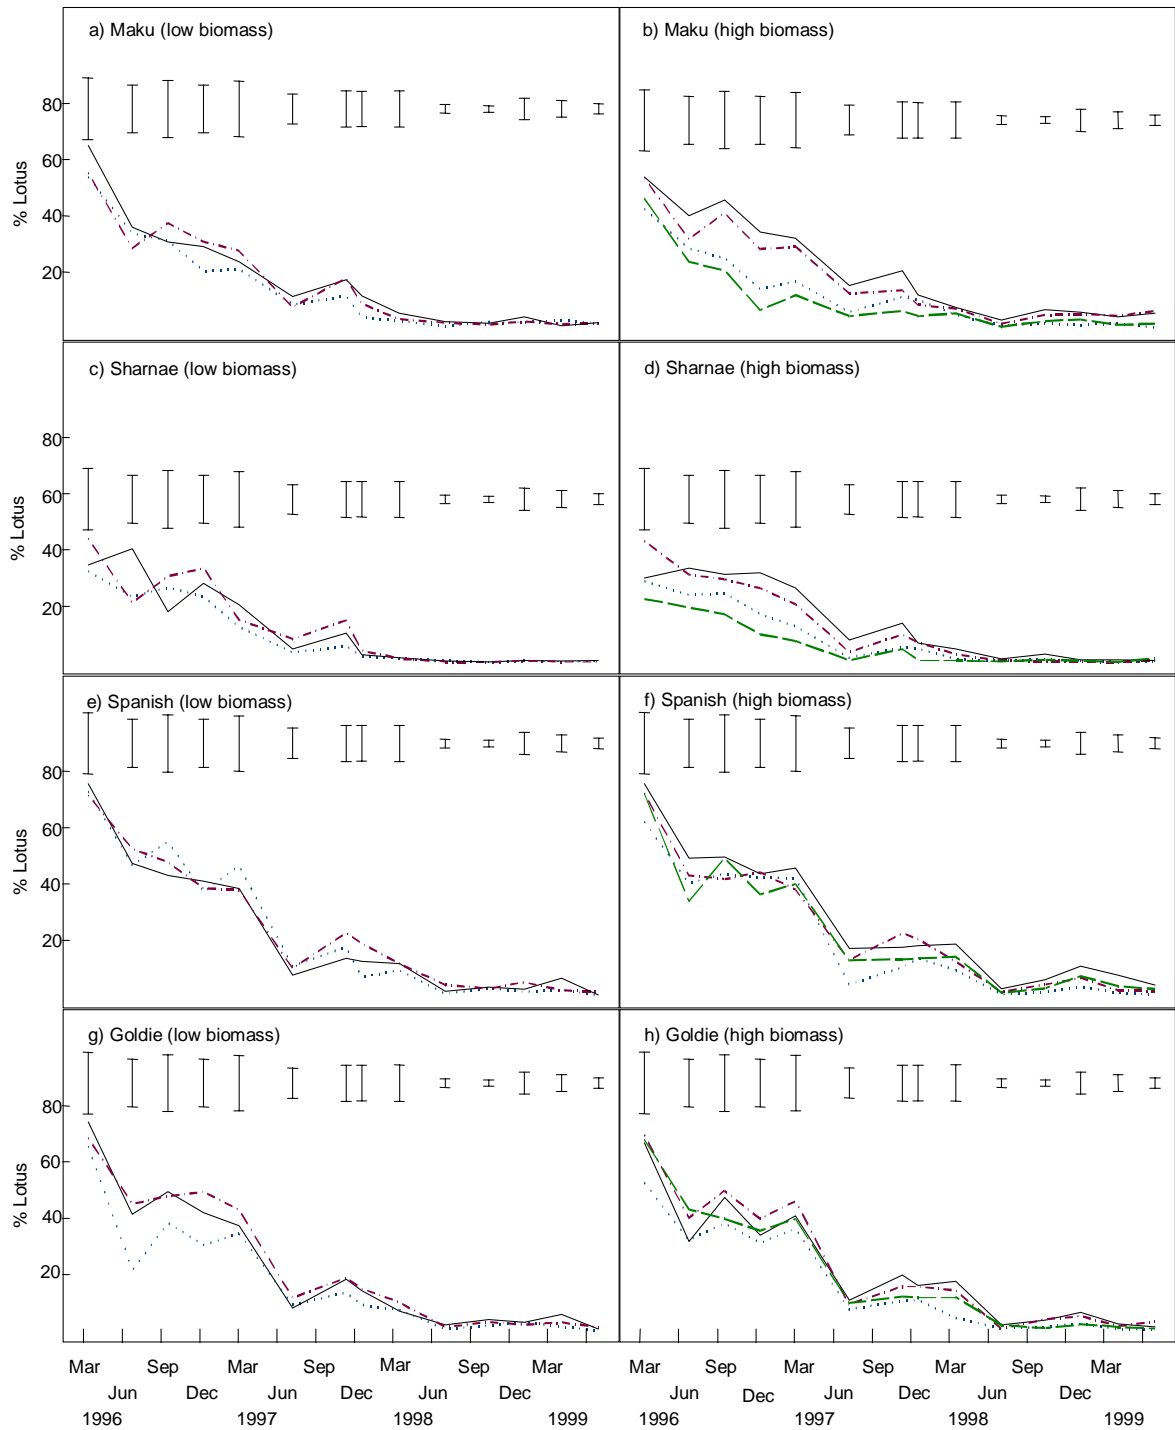 a) Maku (low biomass)
b) Maku (high biomass)
80
60
40
20
% Lotus
c) Sharnae (low biomass)
d) Sharnae (high biomass)
80
60
40
20
% Lotus
e) Spanish (low biomass)
f) Spanish (high biomass)
80
60
40
20
% Lotus
g) Goldie (low biomass)
h) Goldie (high biomass)
80
60
40
20
% Lotus
Mar Sep Mar Sep Mar Sep Mar
Jun Dec Jun Dec Jun Dec
1996 1997 1998 1999
Mar Sep Mar Sep Mar Sep Mar
Jun Dec Jun Dec Jun Dec
1996 1997 1998 1999